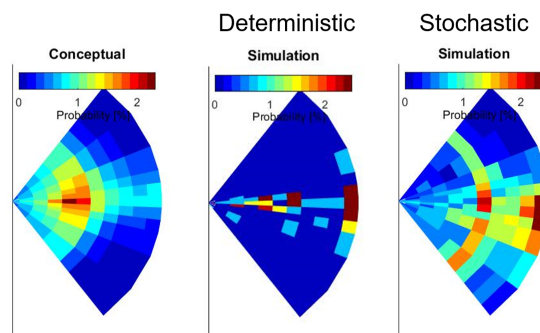 Deterministic Stochastic
Conceptual Simulation Simulation
0 1 2 0 1 2 0 1 2
Probability [%] Probability [%] Probability [%]